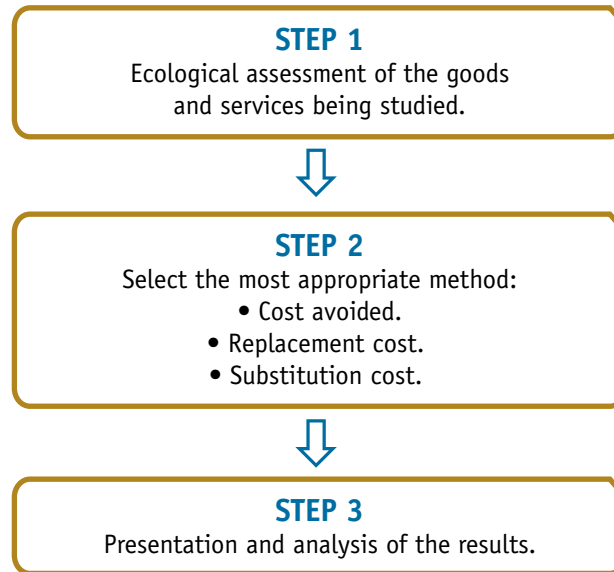 STEP 1
Ecological assessment of the goods
and services being studied.
STEP 2
Select the most appropriate method:
• Cost avoided.
• Replacement cost.
• Substitution cost.
STEP 3
Presentation and analysis of the results.